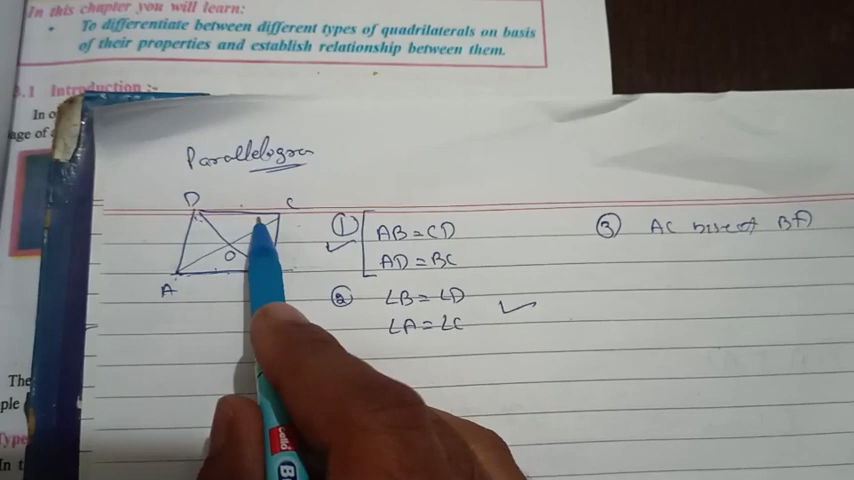 In this chapter you will learn:
• To differentiate between different types of quadrilaterals on basis
of their properties and establish relationship between them.
.1 Introduction :-
In
age of
Parallelogram
D
C
O
A
① AB=CD
AD=BC
② ∠B=∠D
∠A=∠C
③ AC bisect BD
The
ple
Type
In t
cello